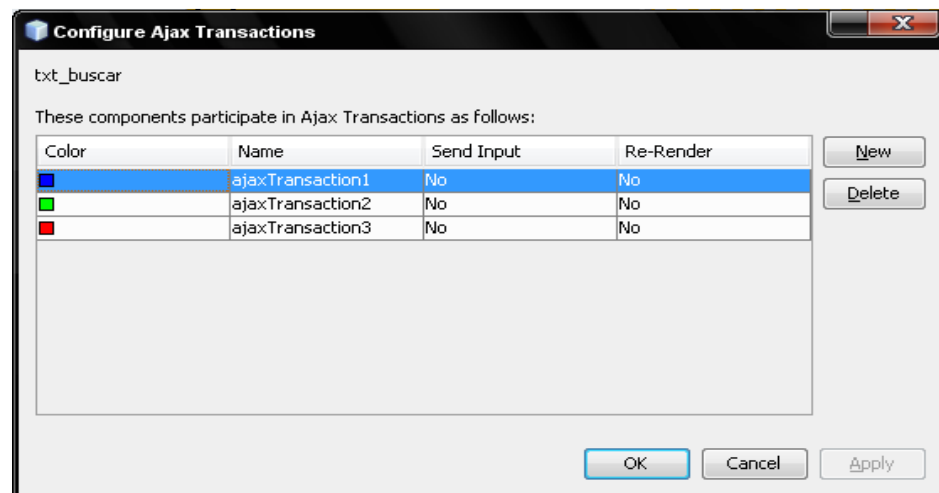 Configure Ajax Transactions
txt_buscar
These components participate in Ajax Transactions as follows:
Color Name Send Input Re-Render
ajaxTransaction1 No No
ajaxTransaction2 No No
ajaxTransaction3 No No
New
Delete
OK Cancel Apply